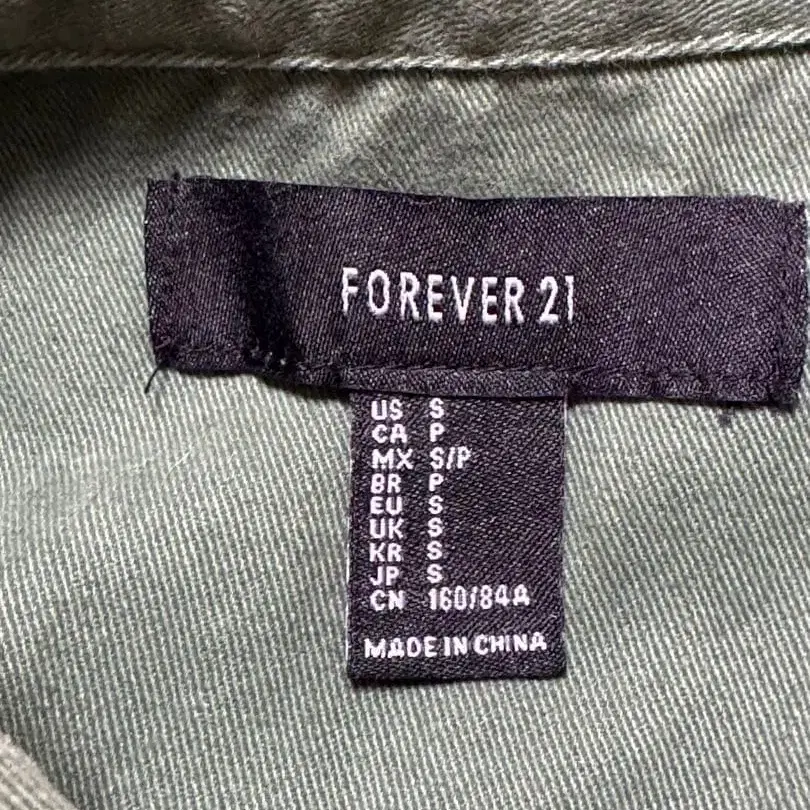 FOREVER 21
US S
CA P
MX S/P
BR P
EU S
UK S
KR S
JP S
CN 160/84A
MADE IN CHINA